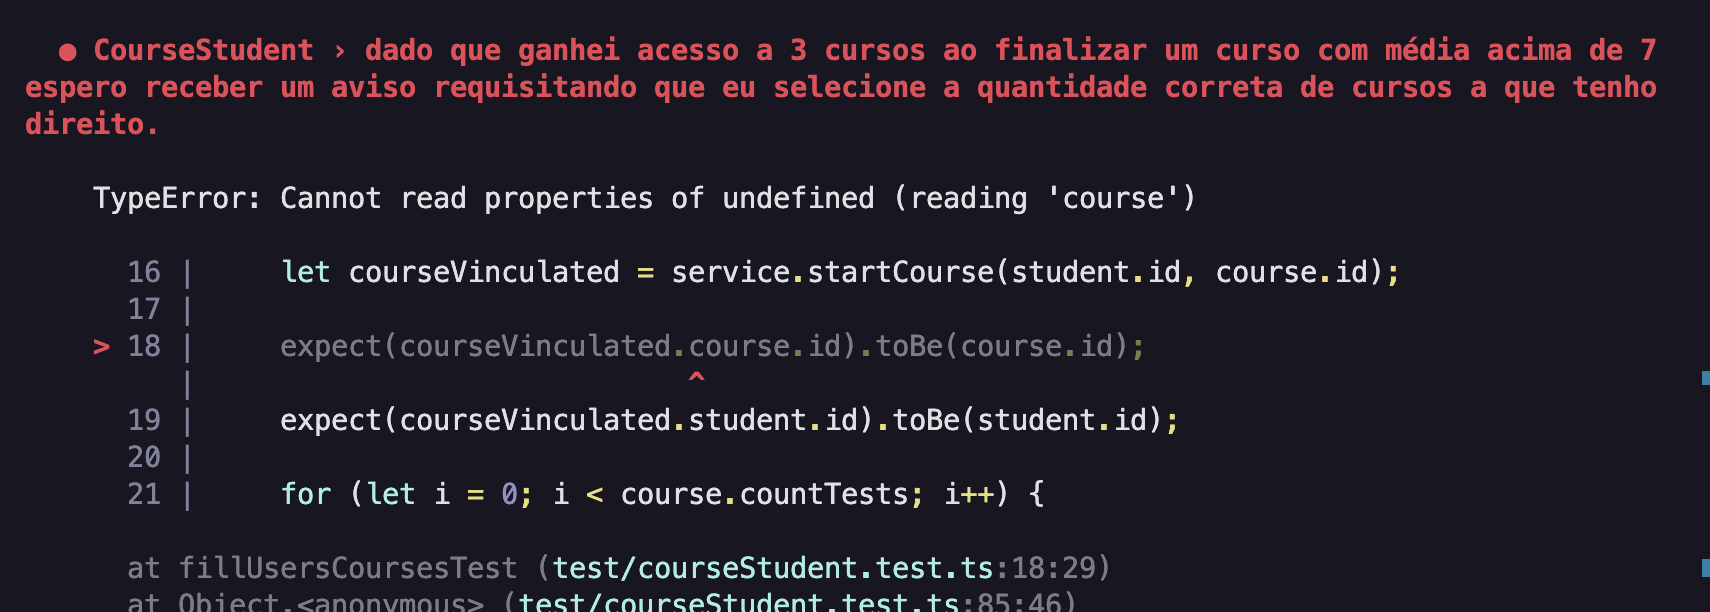 ● CourseStudent › dado que ganhei acesso a 3 cursos ao finalizar um curso com média acima de 7
espero receber um aviso requisitando que eu selecione a quantidade correta de cursos a que tenho
direito.
TypeError: Cannot read properties of undefined (reading 'course')
16 |     let courseVinculated = service.startCourse(student.id, course.id);
17 |
> 18 |     expect(courseVinculated.course.id).toBe(course.id);
|                             ^
19 |     expect(courseVinculated.student.id).toBe(student.id);
20 |
21 |     for (let i = 0; i < course.countTests; i++) {
at fillUsersCoursesTest (test/courseStudent.test.ts:18:29)
at Object.<anonymous> (test/courseStudent.test.ts:85:46)